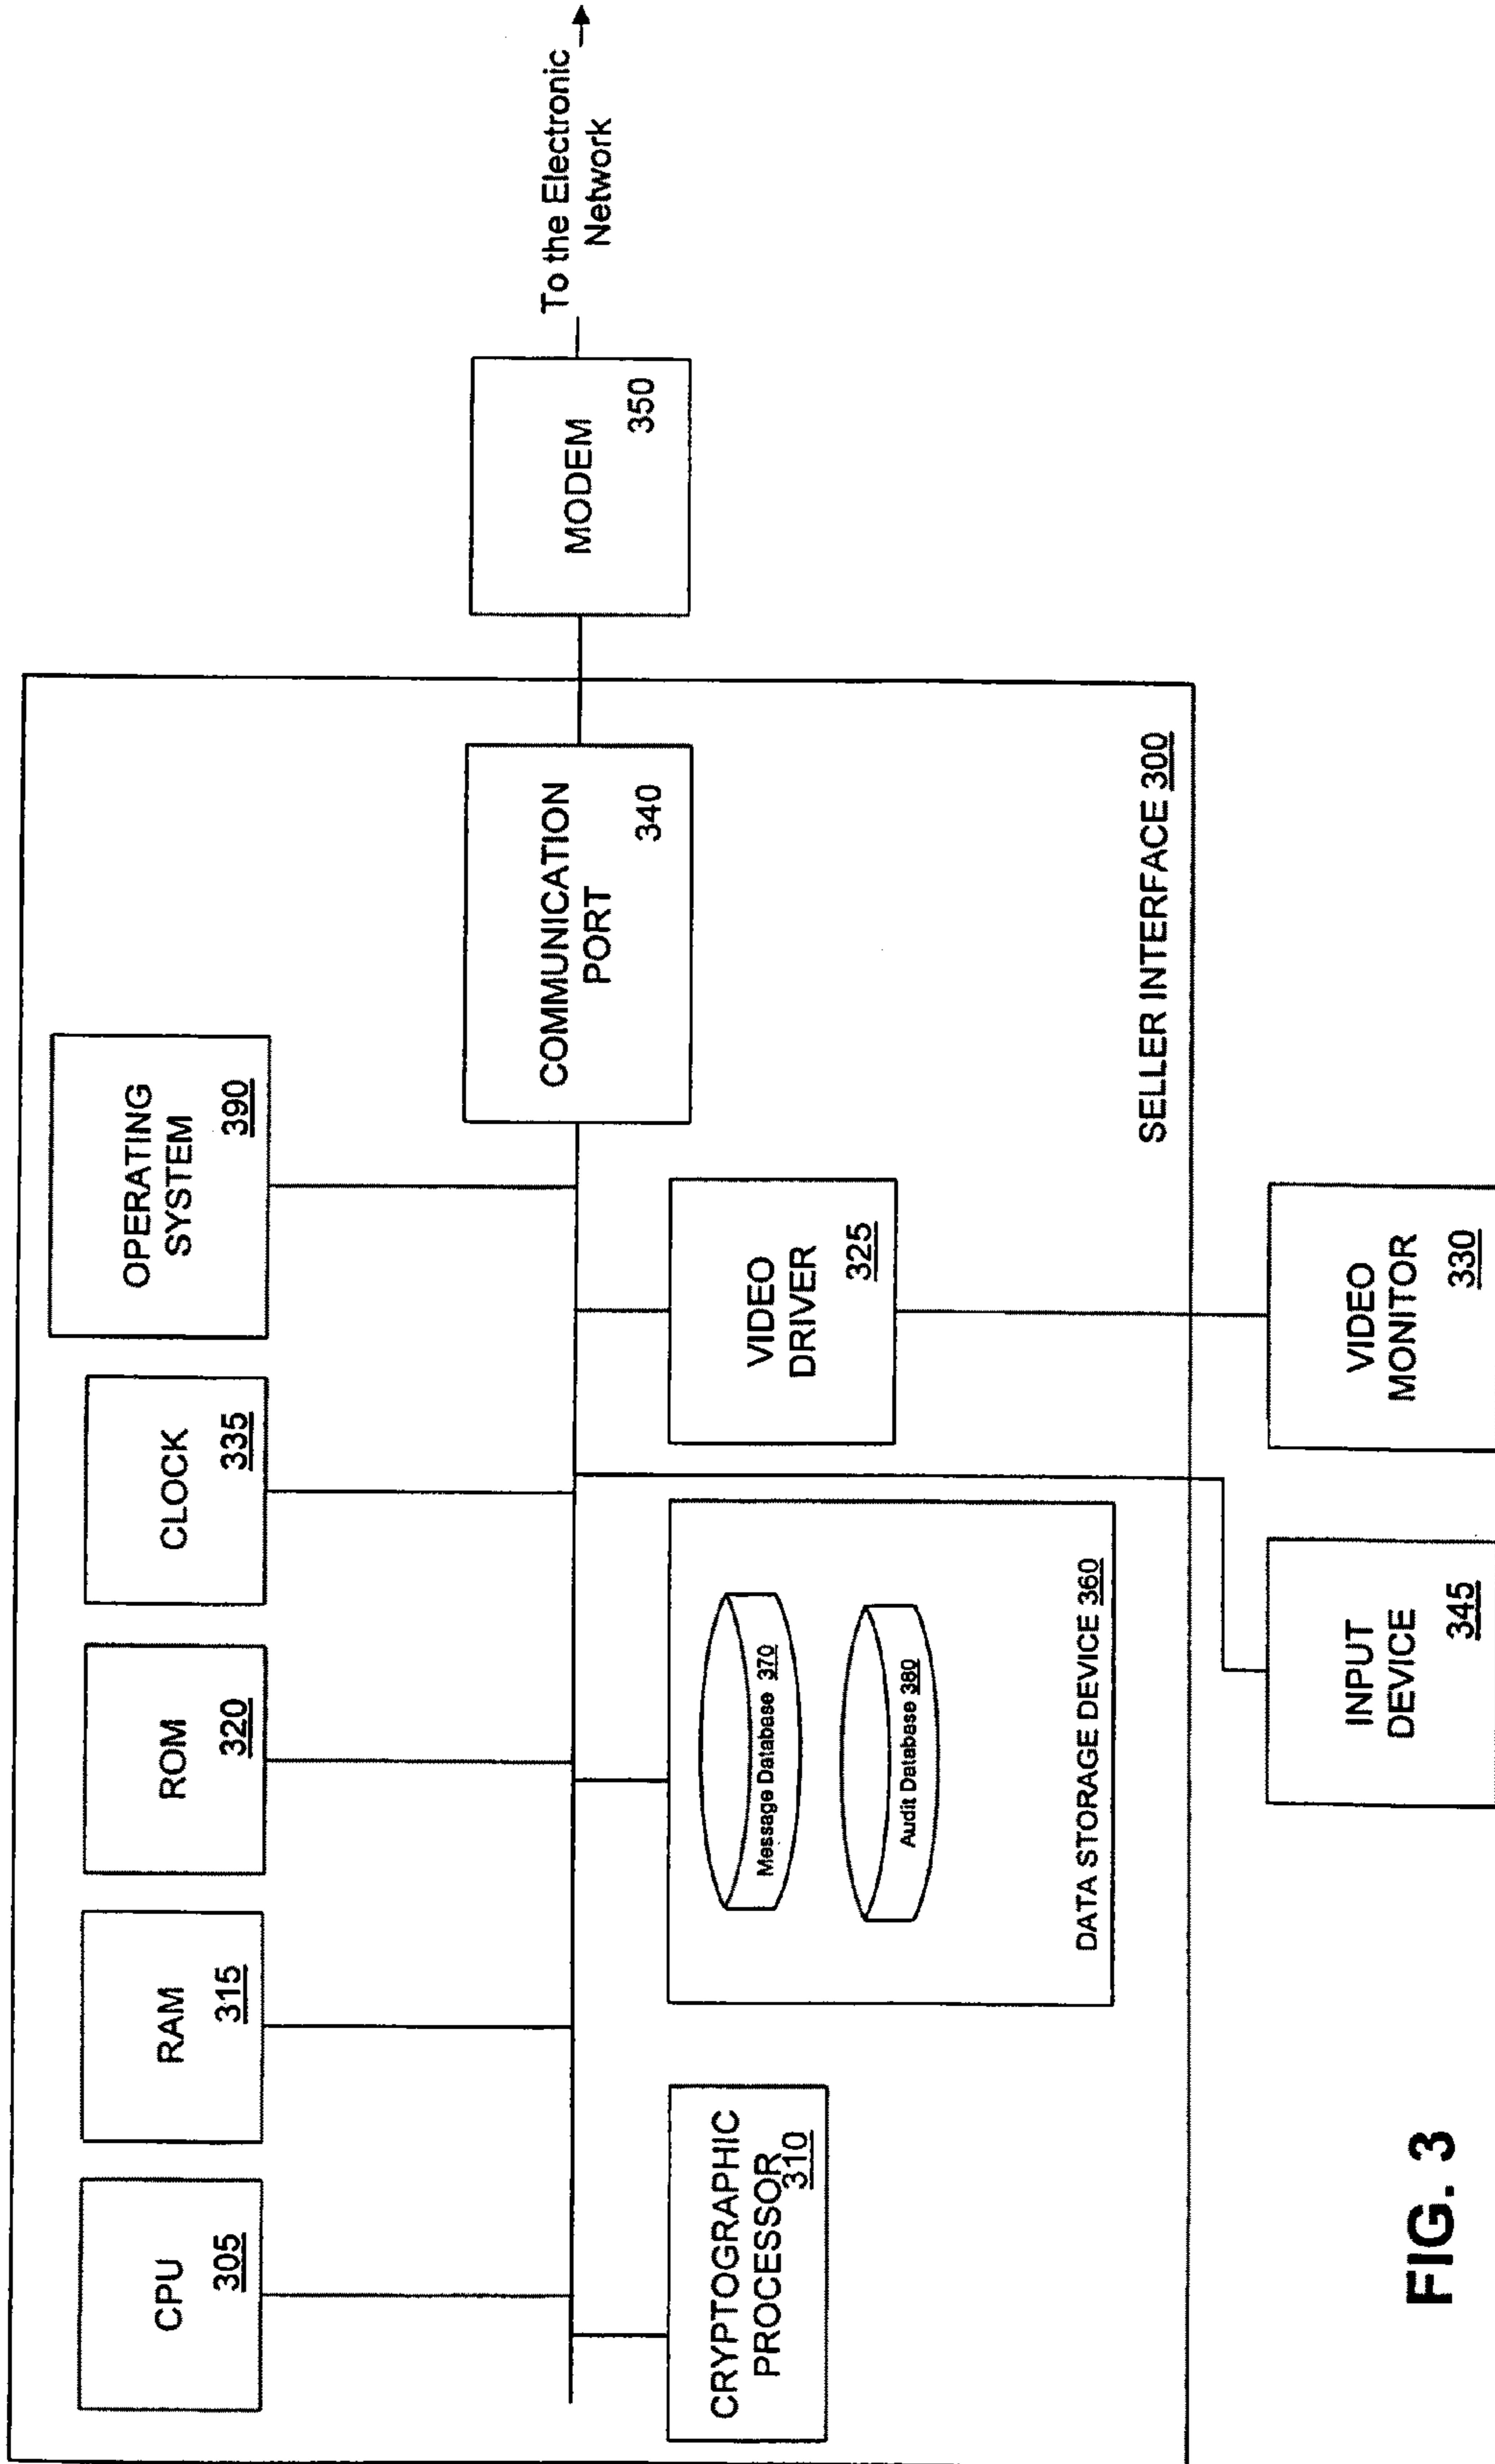 CPU
305
RAM
315
ROM
320
CLOCK
335
OPERATING
SYSTEM
390
COMMUNICATION
PORT
340
MODEM
350
To the Electronic
Network
CRYPTOGRAPHIC
PROCESSOR
310
Message Database 370
Audit Database 380
DATA STORAGE DEVICE 360
VIDEO
DRIVER
325
SELLER INTERFACE 300
INPUT
DEVICE
345
VIDEO
MONITOR
330
FIG. 3